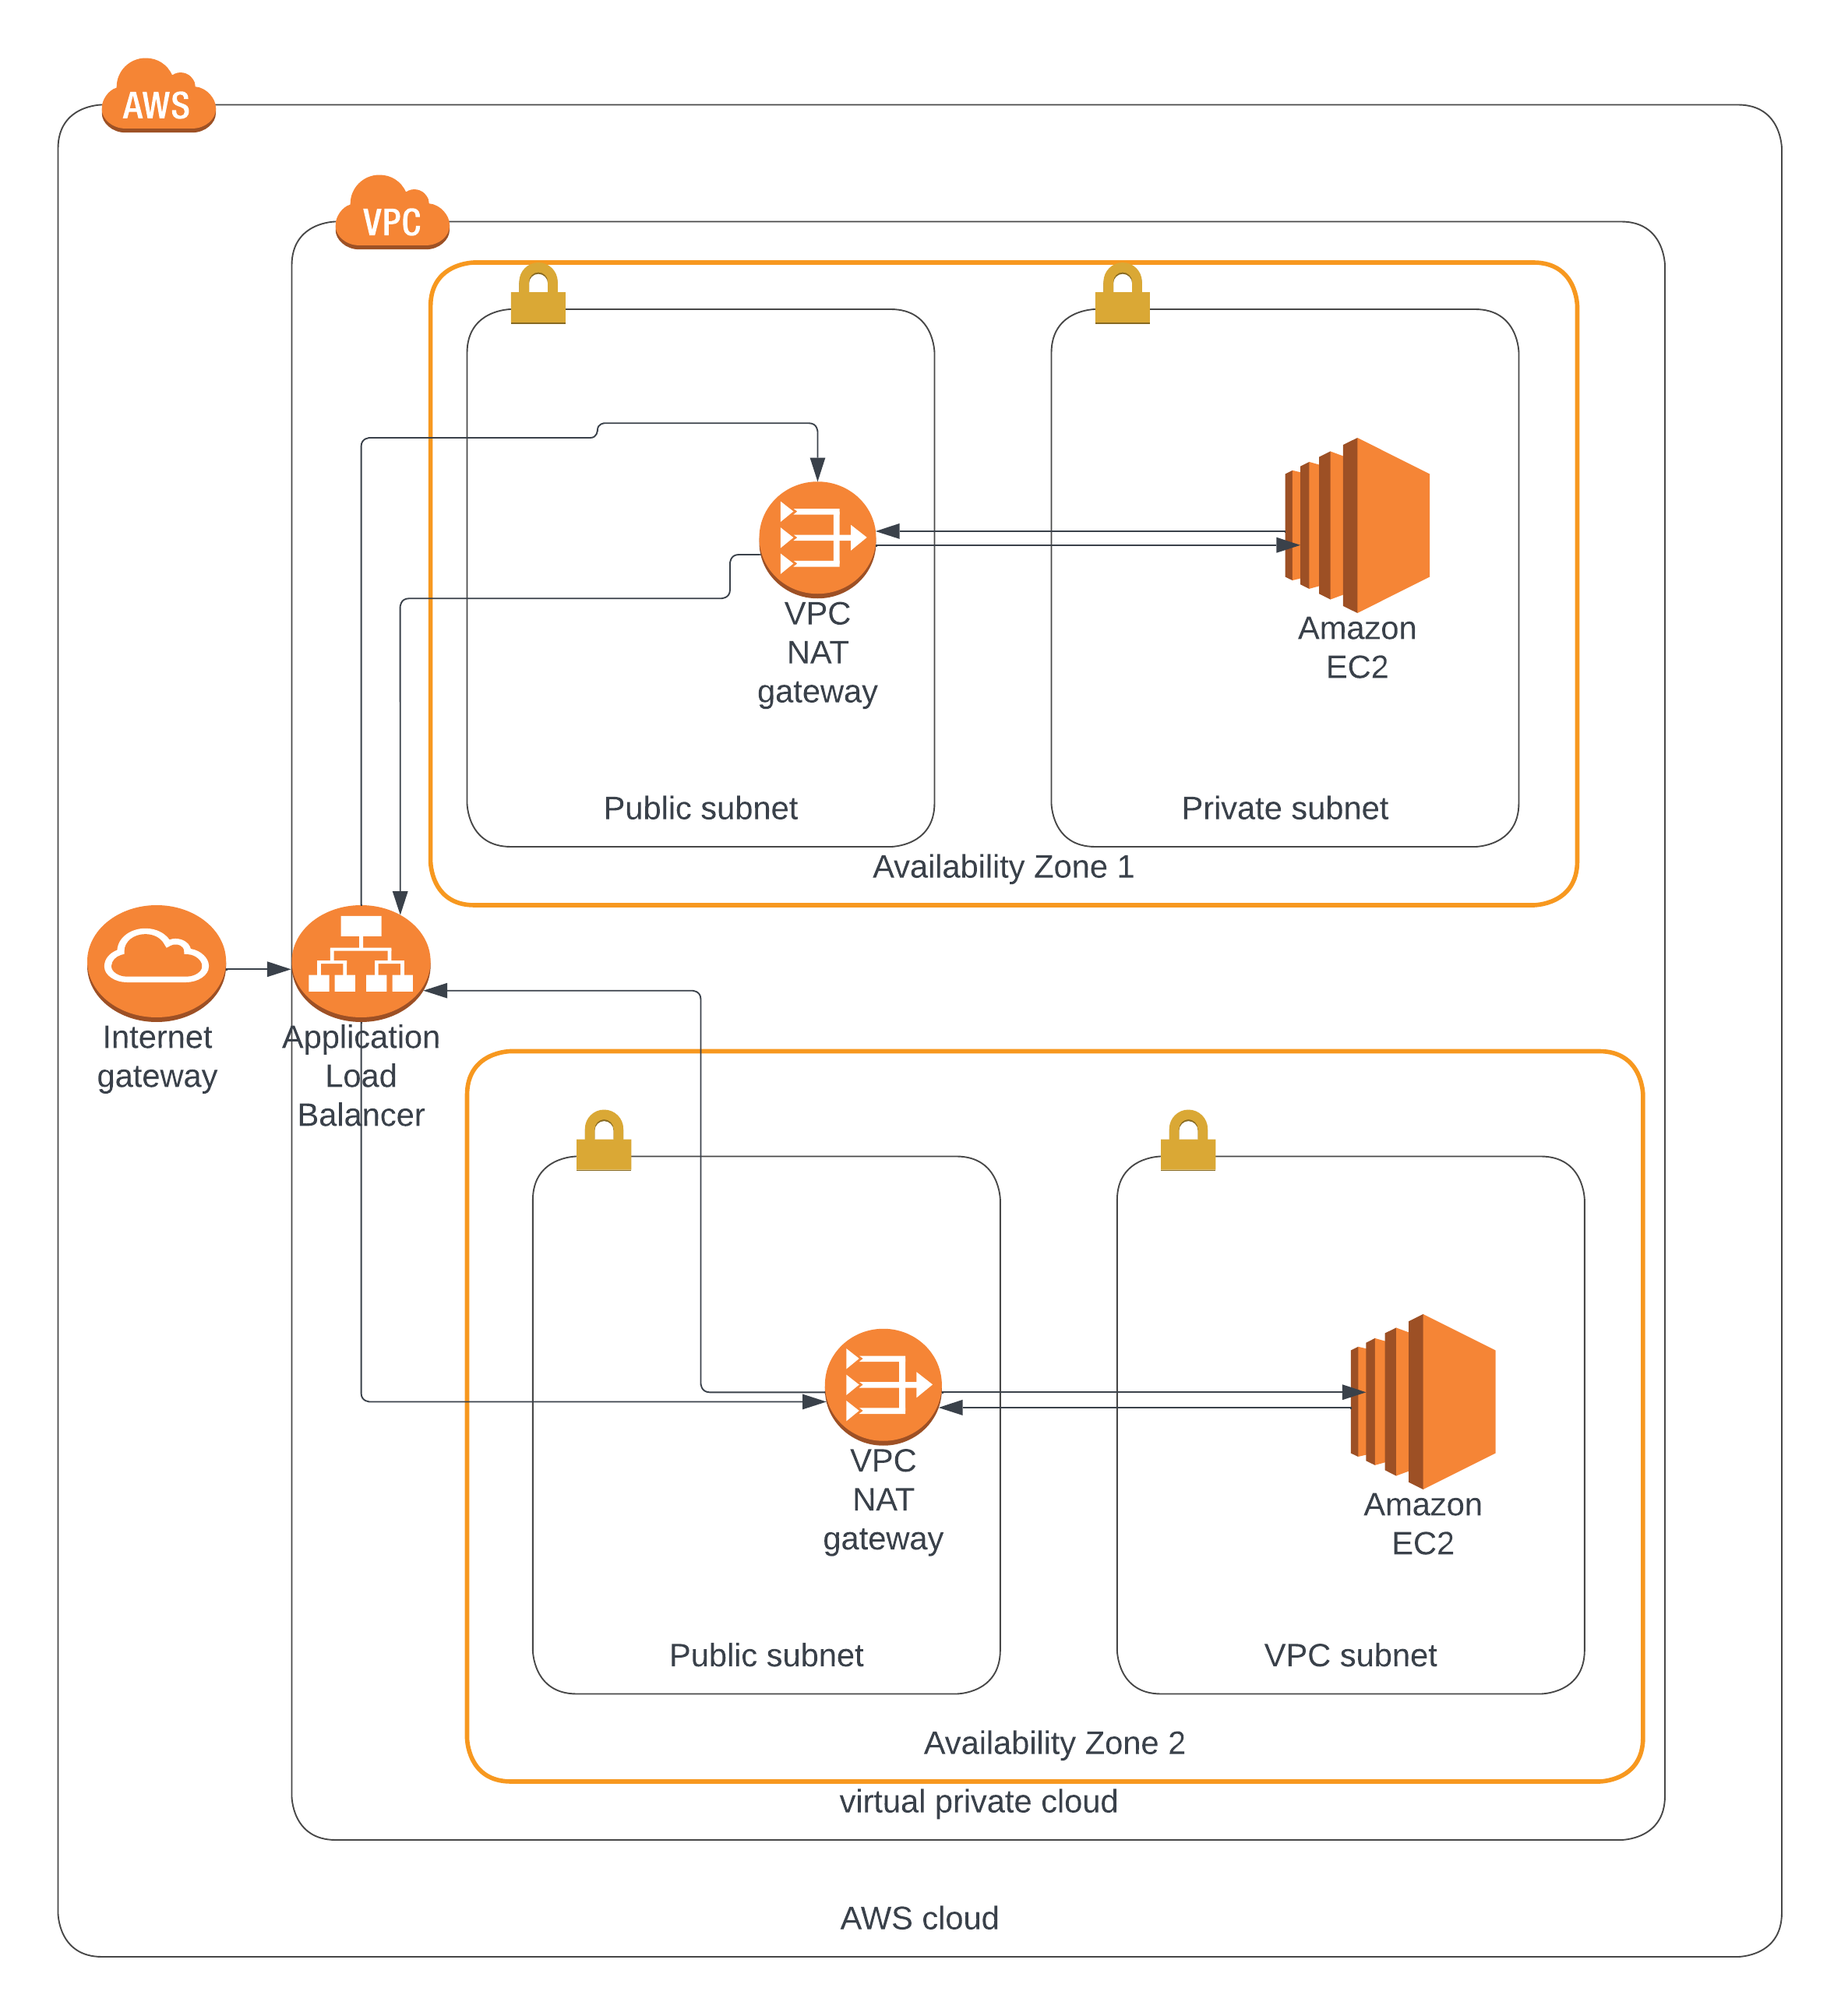 AWS
VPC
VPC
NAT
gateway
Amazon
EC2
Public subnet
Private subnet
Availability Zone 1
Internet
gateway
Application
Load
Balancer
VPC
NAT
gateway
Amazon
EC2
Public subnet
VPC subnet
Availability Zone 2
virtual private cloud
AWS cloud